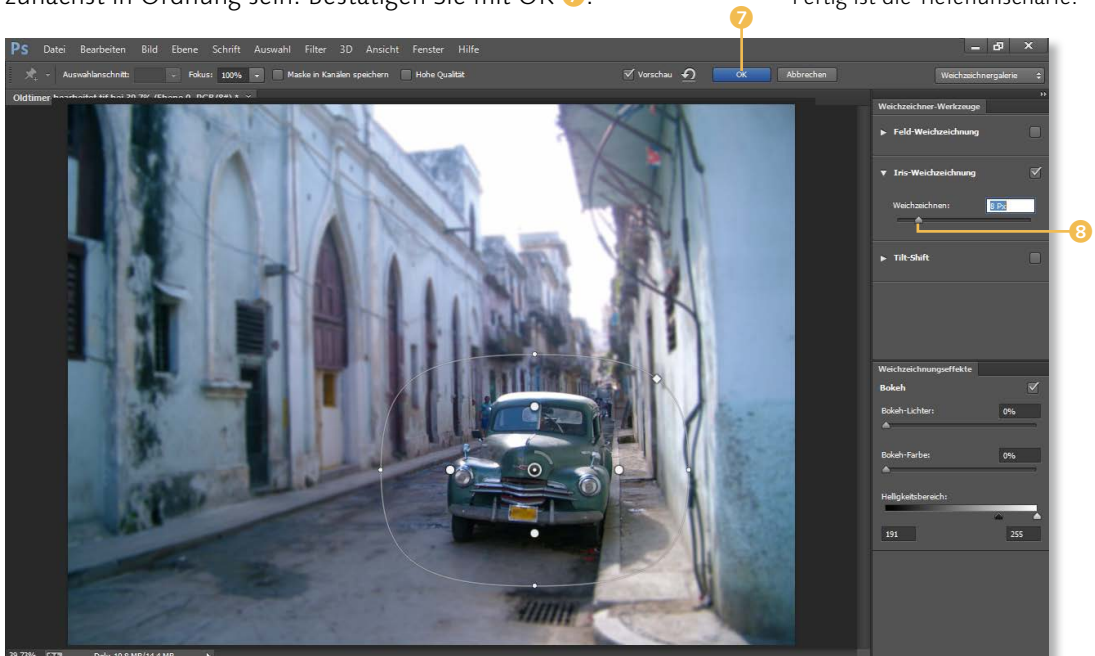 zunächst in Ordnung sein. Bestätigen Sie mit OK 7.
Fertig ist die Tiefenunschärfe.
7
Ps Datei Bearbeiten Bild Ebene Schrift Auswahl Filter 3D Ansicht Fenster Hilfe
Auswahlanschnitt: Fokus: 100% Maske in Kanälen speichern Hohe Qualität Vorschau OK Abbrechen Weichzeichnergalerie
Oldtimer
Weichzeichner-Werkzeuge
Feld-Weichzeichnung
Iris-Weichzeichnung
Weichzeichnen: 8 Px
8
Tilt-Shift
Weichzeichnungseffekte
Bokeh
Bokeh-Lichter: 0%
Bokeh-Farbe: 0%
Helligkeitsbereich:
191 255